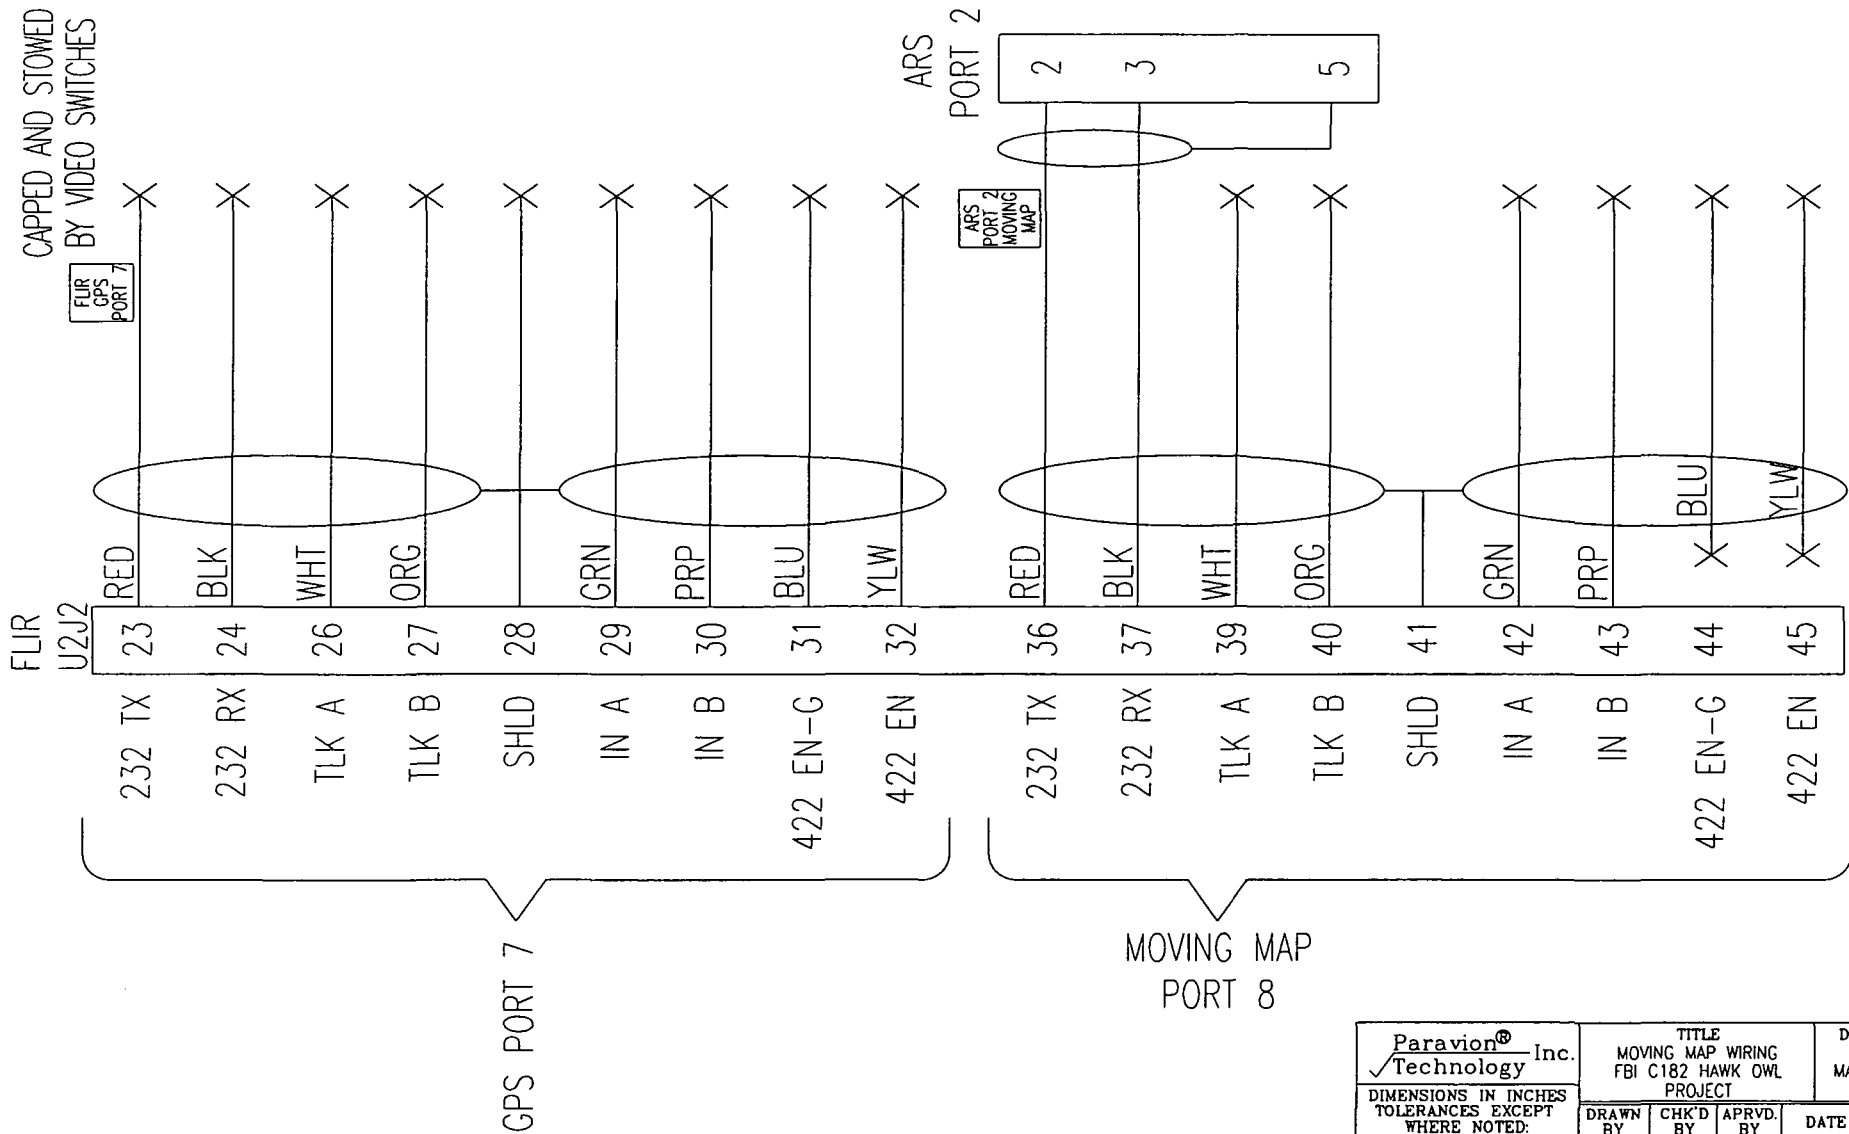 CAPPED AND STOWED
BY VIDEO SWITCHES
FLIR
GPS
PORT 7
ARS
PORT 2
2
3
5
ARS
PORT 2
MOVING
MAP
FLIR
U2J2
RED
BLK
WHT
ORG
GRN
PRP
BLU
YLW
RED
BLK
WHT
ORG
GRN
PRP
BLU
YLW
23
24
26
27
28
29
30
31
32
36
37
39
40
41
42
43
44
45
232 TX
232 RX
TLK A
TLK B
SHLD
IN A
IN B
422 EN-G
422 EN
232 TX
232 RX
TLK A
TLK B
SHLD
IN A
IN B
422 EN-G
422 EN
GPS PORT 7
MOVING MAP
PORT 8
Paravion®
Technology Inc.
DIMENSIONS IN INCHES
TOLERANCES EXCEPT
WHERE NOTED:
TITLE
MOVING MAP WIRING
FBI C182 HAWK OWL
PROJECT
DRAWN
BY
CHK'D
BY
APRVD.
BY
DATE